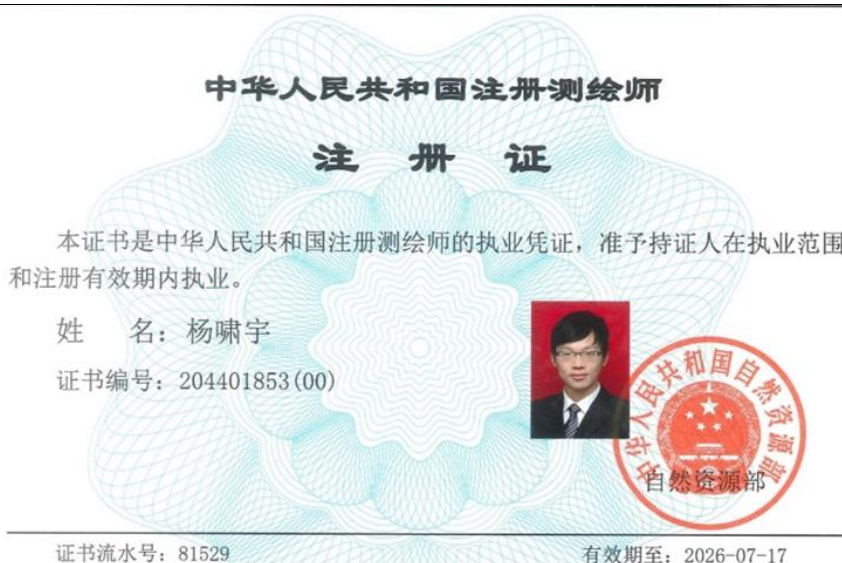 中华人民共和国注册测绘师
注 册 证
本证书是中华人民共和国注册测绘师的执业凭证，准予持证人在执业范围
和注册有效期内执业。
姓 名：杨啸宇
证书编号：204401853(00)
中华人民共和国自然资源部
自然资源部
证书流水号：81529
有效期至：2026-07-17